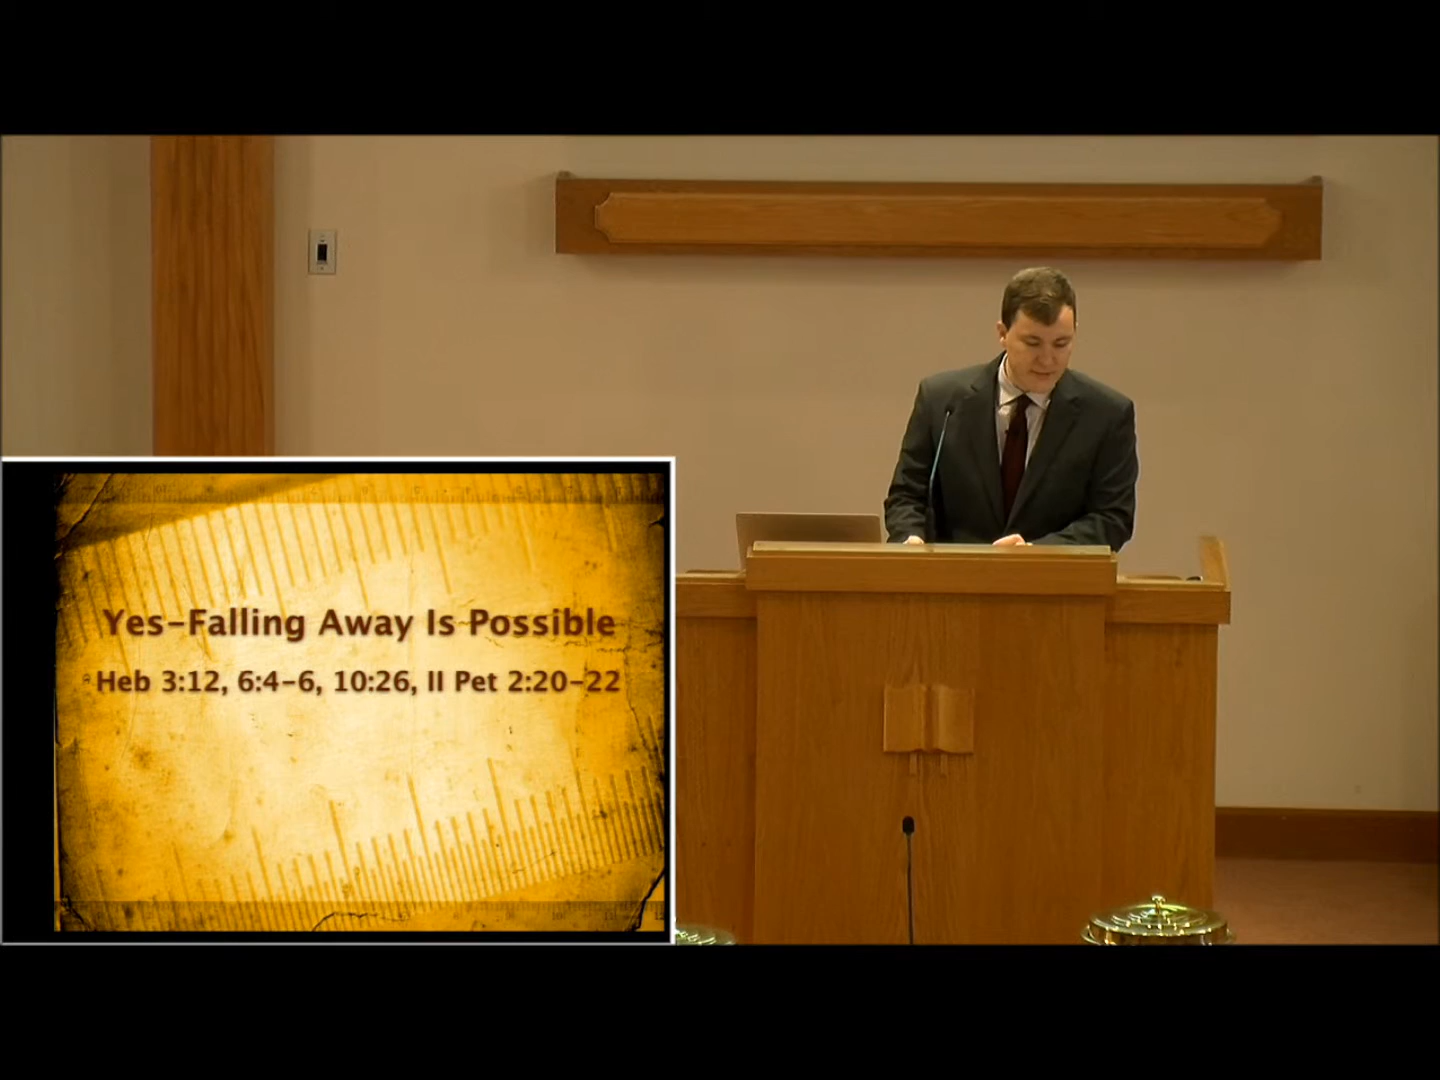 Yes–Falling Away Is Possible
Heb 3:12, 6:4–6, 10:26, II Pet 2:20–22